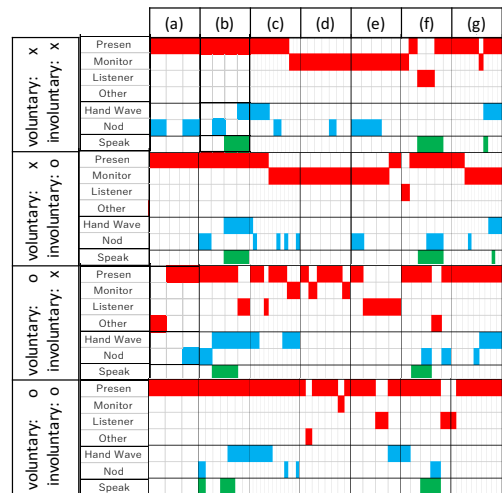 (a) (b) (c) (d) (e) (f) (g)
voluntary: x
involuntary: x
Presen
Monitor
Listener
Other
Hand Wave
Nod
Speak
voluntary: x
involuntary: o
Presen
Monitor
Listener
Other
Hand Wave
Nod
Speak
voluntary: o
involuntary: x
Presen
Monitor
Listener
Other
Hand Wave
Nod
Speak
voluntary: o
involuntary: o
Presen
Monitor
Listener
Other
Hand Wave
Nod
Speak